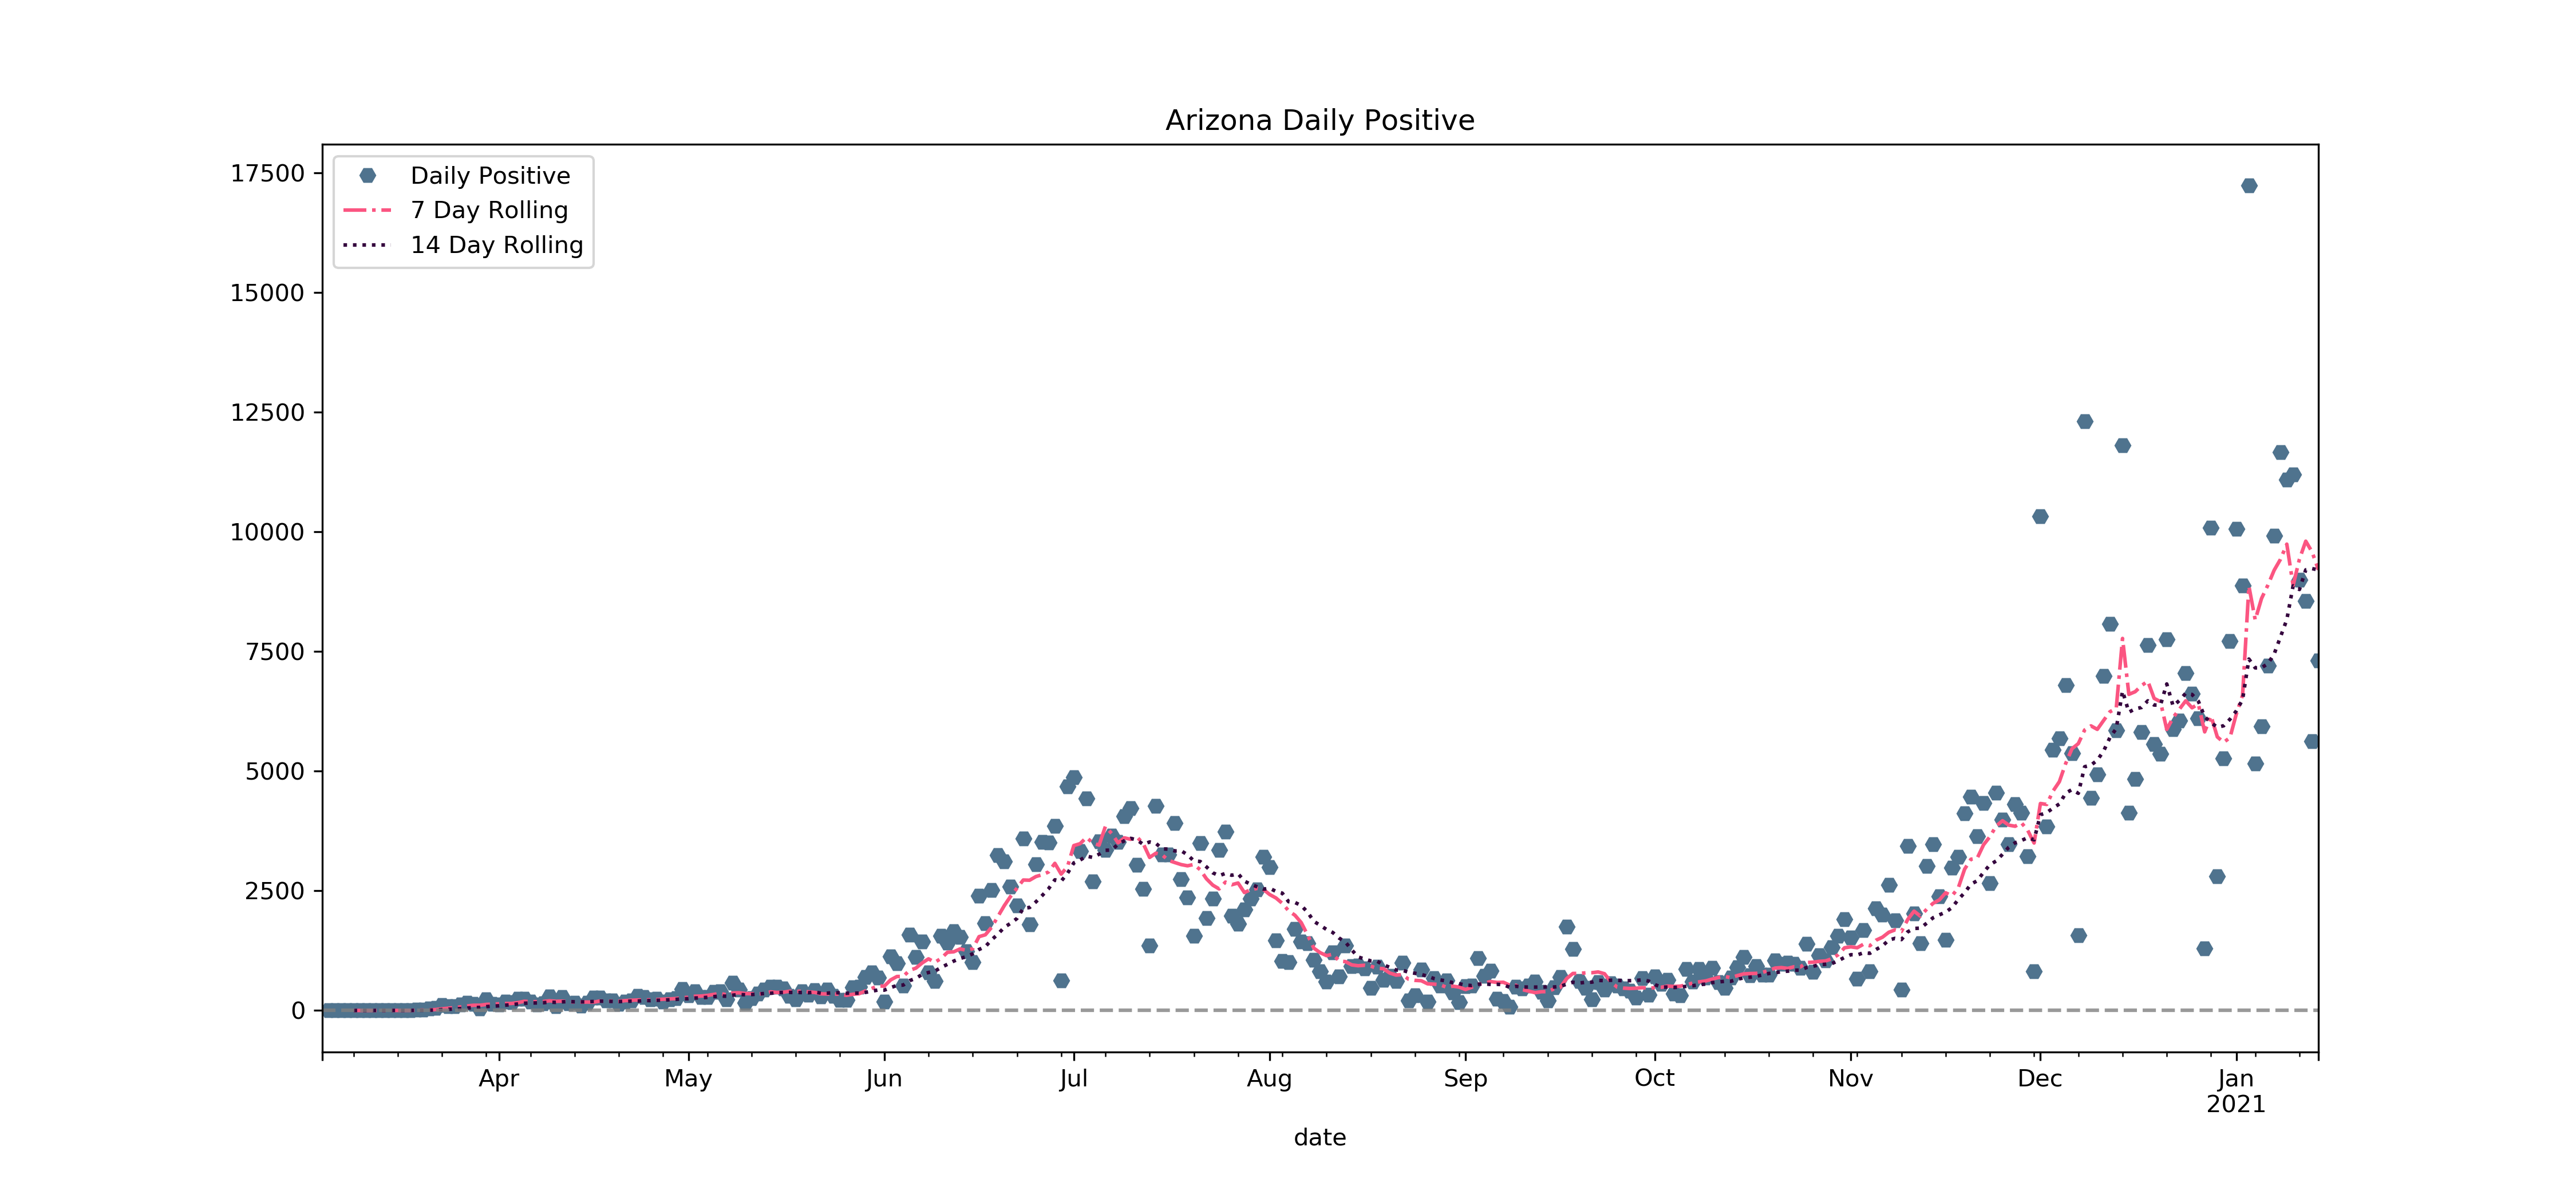 Arizona Daily Positive
17500
15000
12500
10000
7500
5000
2500
0
Daily Positive
7 Day Rolling
14 Day Rolling
Apr May Jun Jul Aug Sep Oct Nov Dec Jan
2021
date